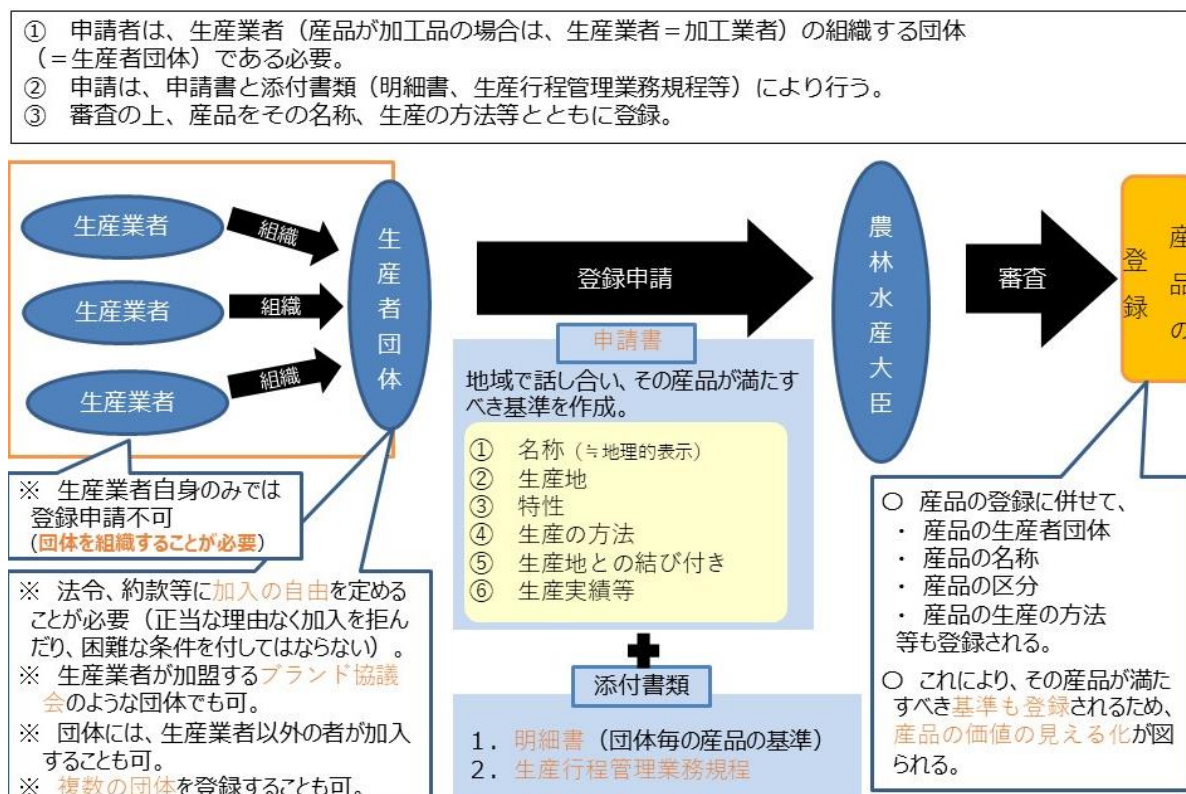 ① 申請者は、生産業者（産品が加工品の場合は、生産業者＝加工業者）の組織する団体
（＝生産者団体）である必要。
② 申請は、申請書と添付書類（明細書、生産行程管理業務規程等）により行う。
③ 審査の上、産品をその名称、生産の方法等とともに登録。
生産業者
組織
生産業者
組織
生産業者
組織
生産者団体
登録申請
農林水産大臣
審査
産品の
登録
申請書
地域で話し合い、その産品が満たす
べき基準を作成。
① 名称（≒地理的表示）
② 生産地
③ 特性
④ 生産の方法
⑤ 生産地との結び付き
⑥ 生産実績等
※ 生産業者自身のみでは
登録申請不可
（団体を組織することが必要）
※ 法令、約款等に加入の自由を定める
ことが必要（正当な理由なく加入を拒ん
だり、困難な条件を付してはならない）。
※ 生産業者が加盟するブランド協議
会のような団体でも可。
※ 団体には、生産業者以外の者が加入
することも可。
※ 複数の団体を登録することも可。
✚
添付書類
1. 明細書（団体毎の産品の基準）
2. 生産行程管理業務規程
○ 産品の登録に併せて、
・ 産品の生産者団体
・ 産品の名称
・ 産品の区分
・ 産品の生産の方法
等も登録される。
○ これにより、その産品が満た
すべき基準も登録されるため、
産品の価値の見える化が図
られる。